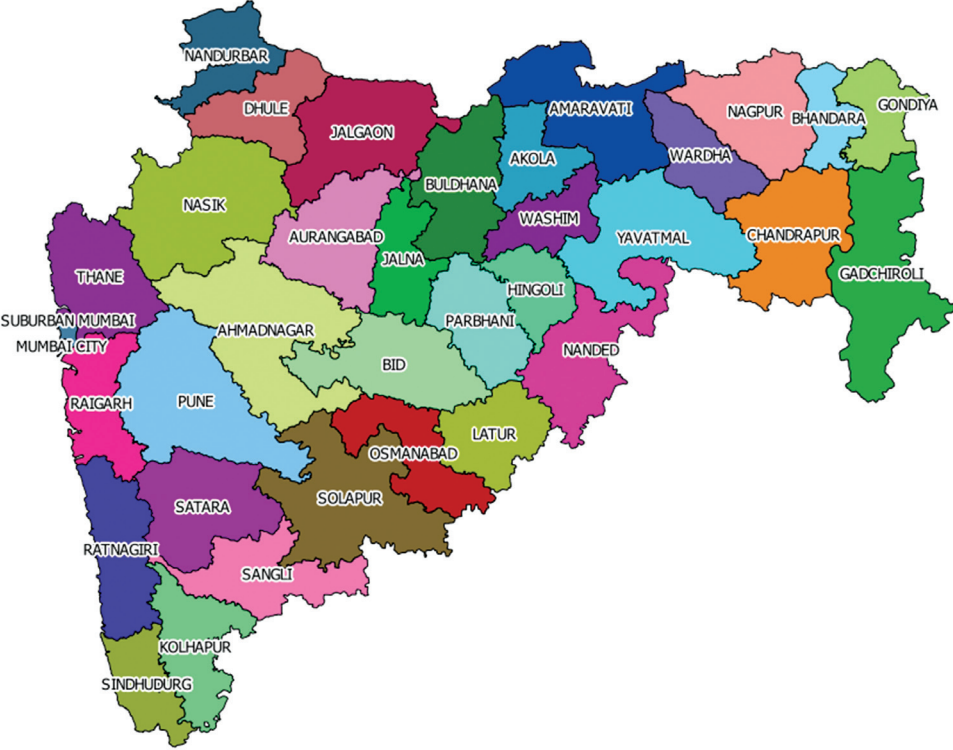 NANDURBAR
DHULE
JALGAON
AMARAVATI
NAGPUR
BHANDARA
GONDIYA
AKOLA
WARDHA
BULDHANA
NASIK
WASHIM
AURANGABAD
YAVATMAL
CHANDRAPUR
JALNA
GADCHIROLI
THANE
HINGOLI
SUBURBAN MUMBAI
PARBHANI
AHMADNAGAR
MUMBAI CITY
NANDED
BID
RAIGARH
PUNE
LATUR
OSMANABAD
SOLAPUR
SATARA
RATNAGIRI
SANGLI
KOLHAPUR
SINDHUDURG